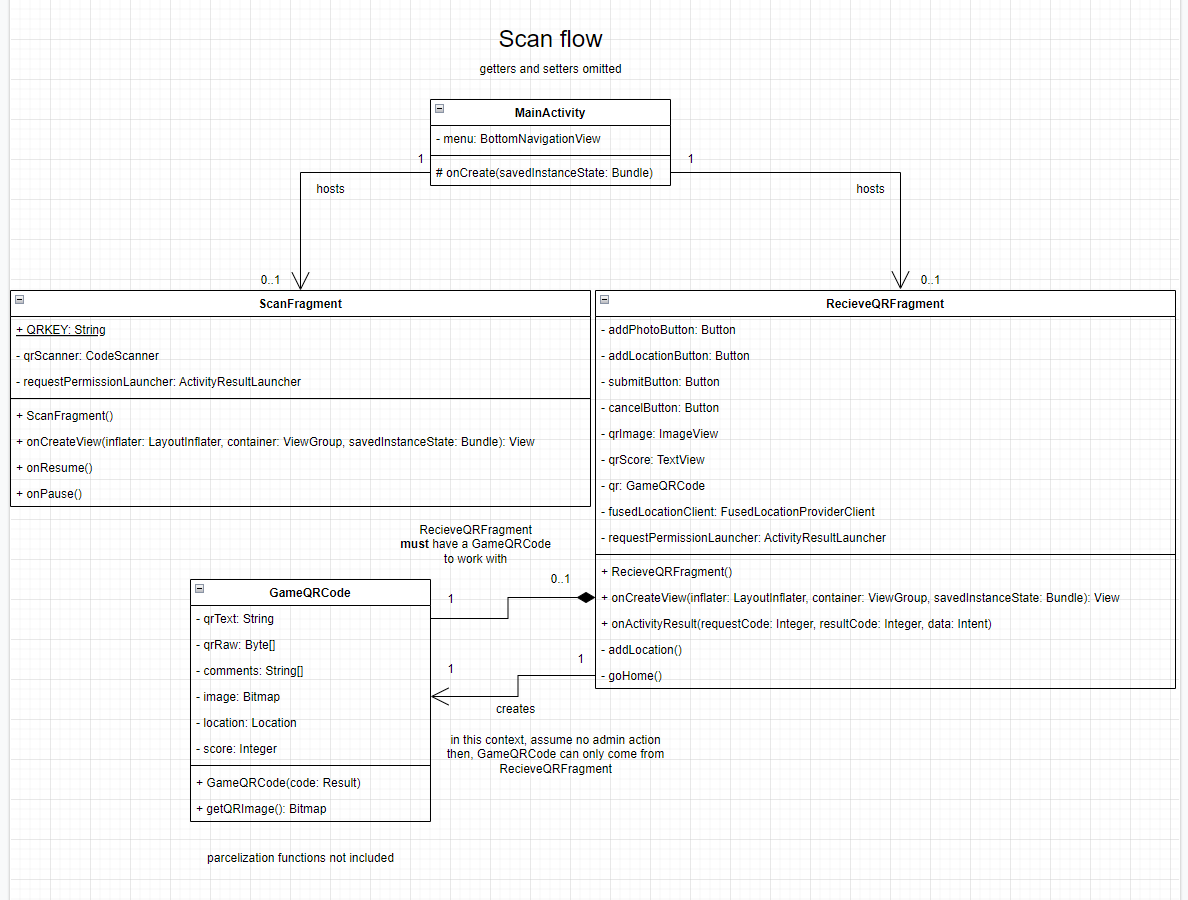 Scan flow
getters and setters omitted
MainActivity
- menu: BottomNavigationView
# onCreate(savedInstanceState: Bundle)
1
1
hosts
hosts
0..1
0..1
ScanFragment
+ QRKEY: String
- qrScanner: CodeScanner
- requestPermissionLauncher: ActivityResultLauncher
+ ScanFragment()
+ onCreateView(inflater: LayoutInflater, container: ViewGroup, savedInstanceState: Bundle): View
+ onResume()
+ onPause()
RecieveQRFragment
- addPhotoButton: Button
- addLocationButton: Button
- submitButton: Button
- cancelButton: Button
- qrImage: ImageView
- qrScore: TextView
- qr: GameQRCode
- fusedLocationClient: FusedLocationProviderClient
- requestPermissionLauncher: ActivityResultLauncher
+ RecieveQRFragment()
+ onCreateView(inflater: LayoutInflater, container: ViewGroup, savedInstanceState: Bundle): View
+ onActivityResult(requestCode: Integer, resultCode: Integer, data: Intent)
- addLocation()
- goHome()
RecieveQRFragment
must have a GameQRCode
to work with
0..1
1
1
1
creates
in this context, assume no admin action
then, GameQRCode can only come from
RecieveQRFragment
GameQRCode
- qrText: String
- qrRaw: Byte[]
- comments: String[]
- image: Bitmap
- location: Location
- score: Integer
+ GameQRCode(code: Result)
+ getQRImage(): Bitmap
parcelization functions not included